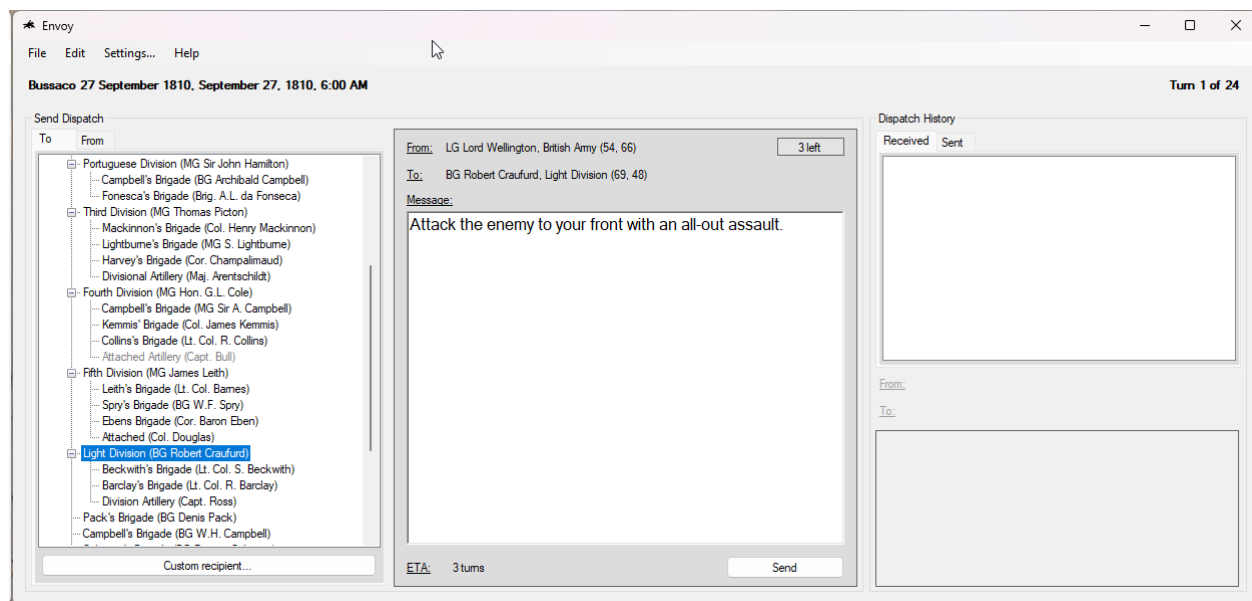 Envoy
File Edit Settings... Help
Bussaco 27 September 1810, September 27, 1810, 6:00 AM
Turn 1 of 24
Send Dispatch
To From
Portuguese Division (MG Sir John Hamilton)
Campbell's Brigade (BG Archibald Campbell)
Fonesca's Brigade (Brig. A.L. da Fonseca)
Third Division (MG Thomas Picton)
Mackinnon's Brigade (Col. Henry Mackinnon)
Lightburne's Brigade (MG S. Lightburne)
Harvey's Brigade (Cor. Champalimaud)
Divisional Artillery (Maj. Arentschildt)
Fourth Division (MG Hon. G.L. Cole)
Campbell's Brigade (MG Sir A. Campbell)
Kemmis' Brigade (Col. James Kemmis)
Collins's Brigade (Lt. Col. R. Collins)
Attached Artillery (Capt. Bull)
Fifth Division (MG James Leith)
Leith's Brigade (Lt. Col. Barnes)
Spry's Brigade (BG W.F. Spry)
Ebens Brigade (Cor. Baron Eben)
Attached (Col. Douglas)
Light Division (BG Robert Craufurd)
Beckwith's Brigade (Lt. Col. S. Beckwith)
Barclay's Brigade (Lt. Col. R. Barclay)
Division Artillery (Capt. Ross)
Pack's Brigade (BG Denis Pack)
Campbell's Brigade (BG W.H. Campbell)
Custom recipient...
From: LG Lord Wellington, British Army (54, 66)
3 left
To: BG Robert Craufurd, Light Division (69, 48)
Message:
Attack the enemy to your front with an all-out assault.
ETA: 3 turns
Send
Dispatch History
Received Sent
From:
To: